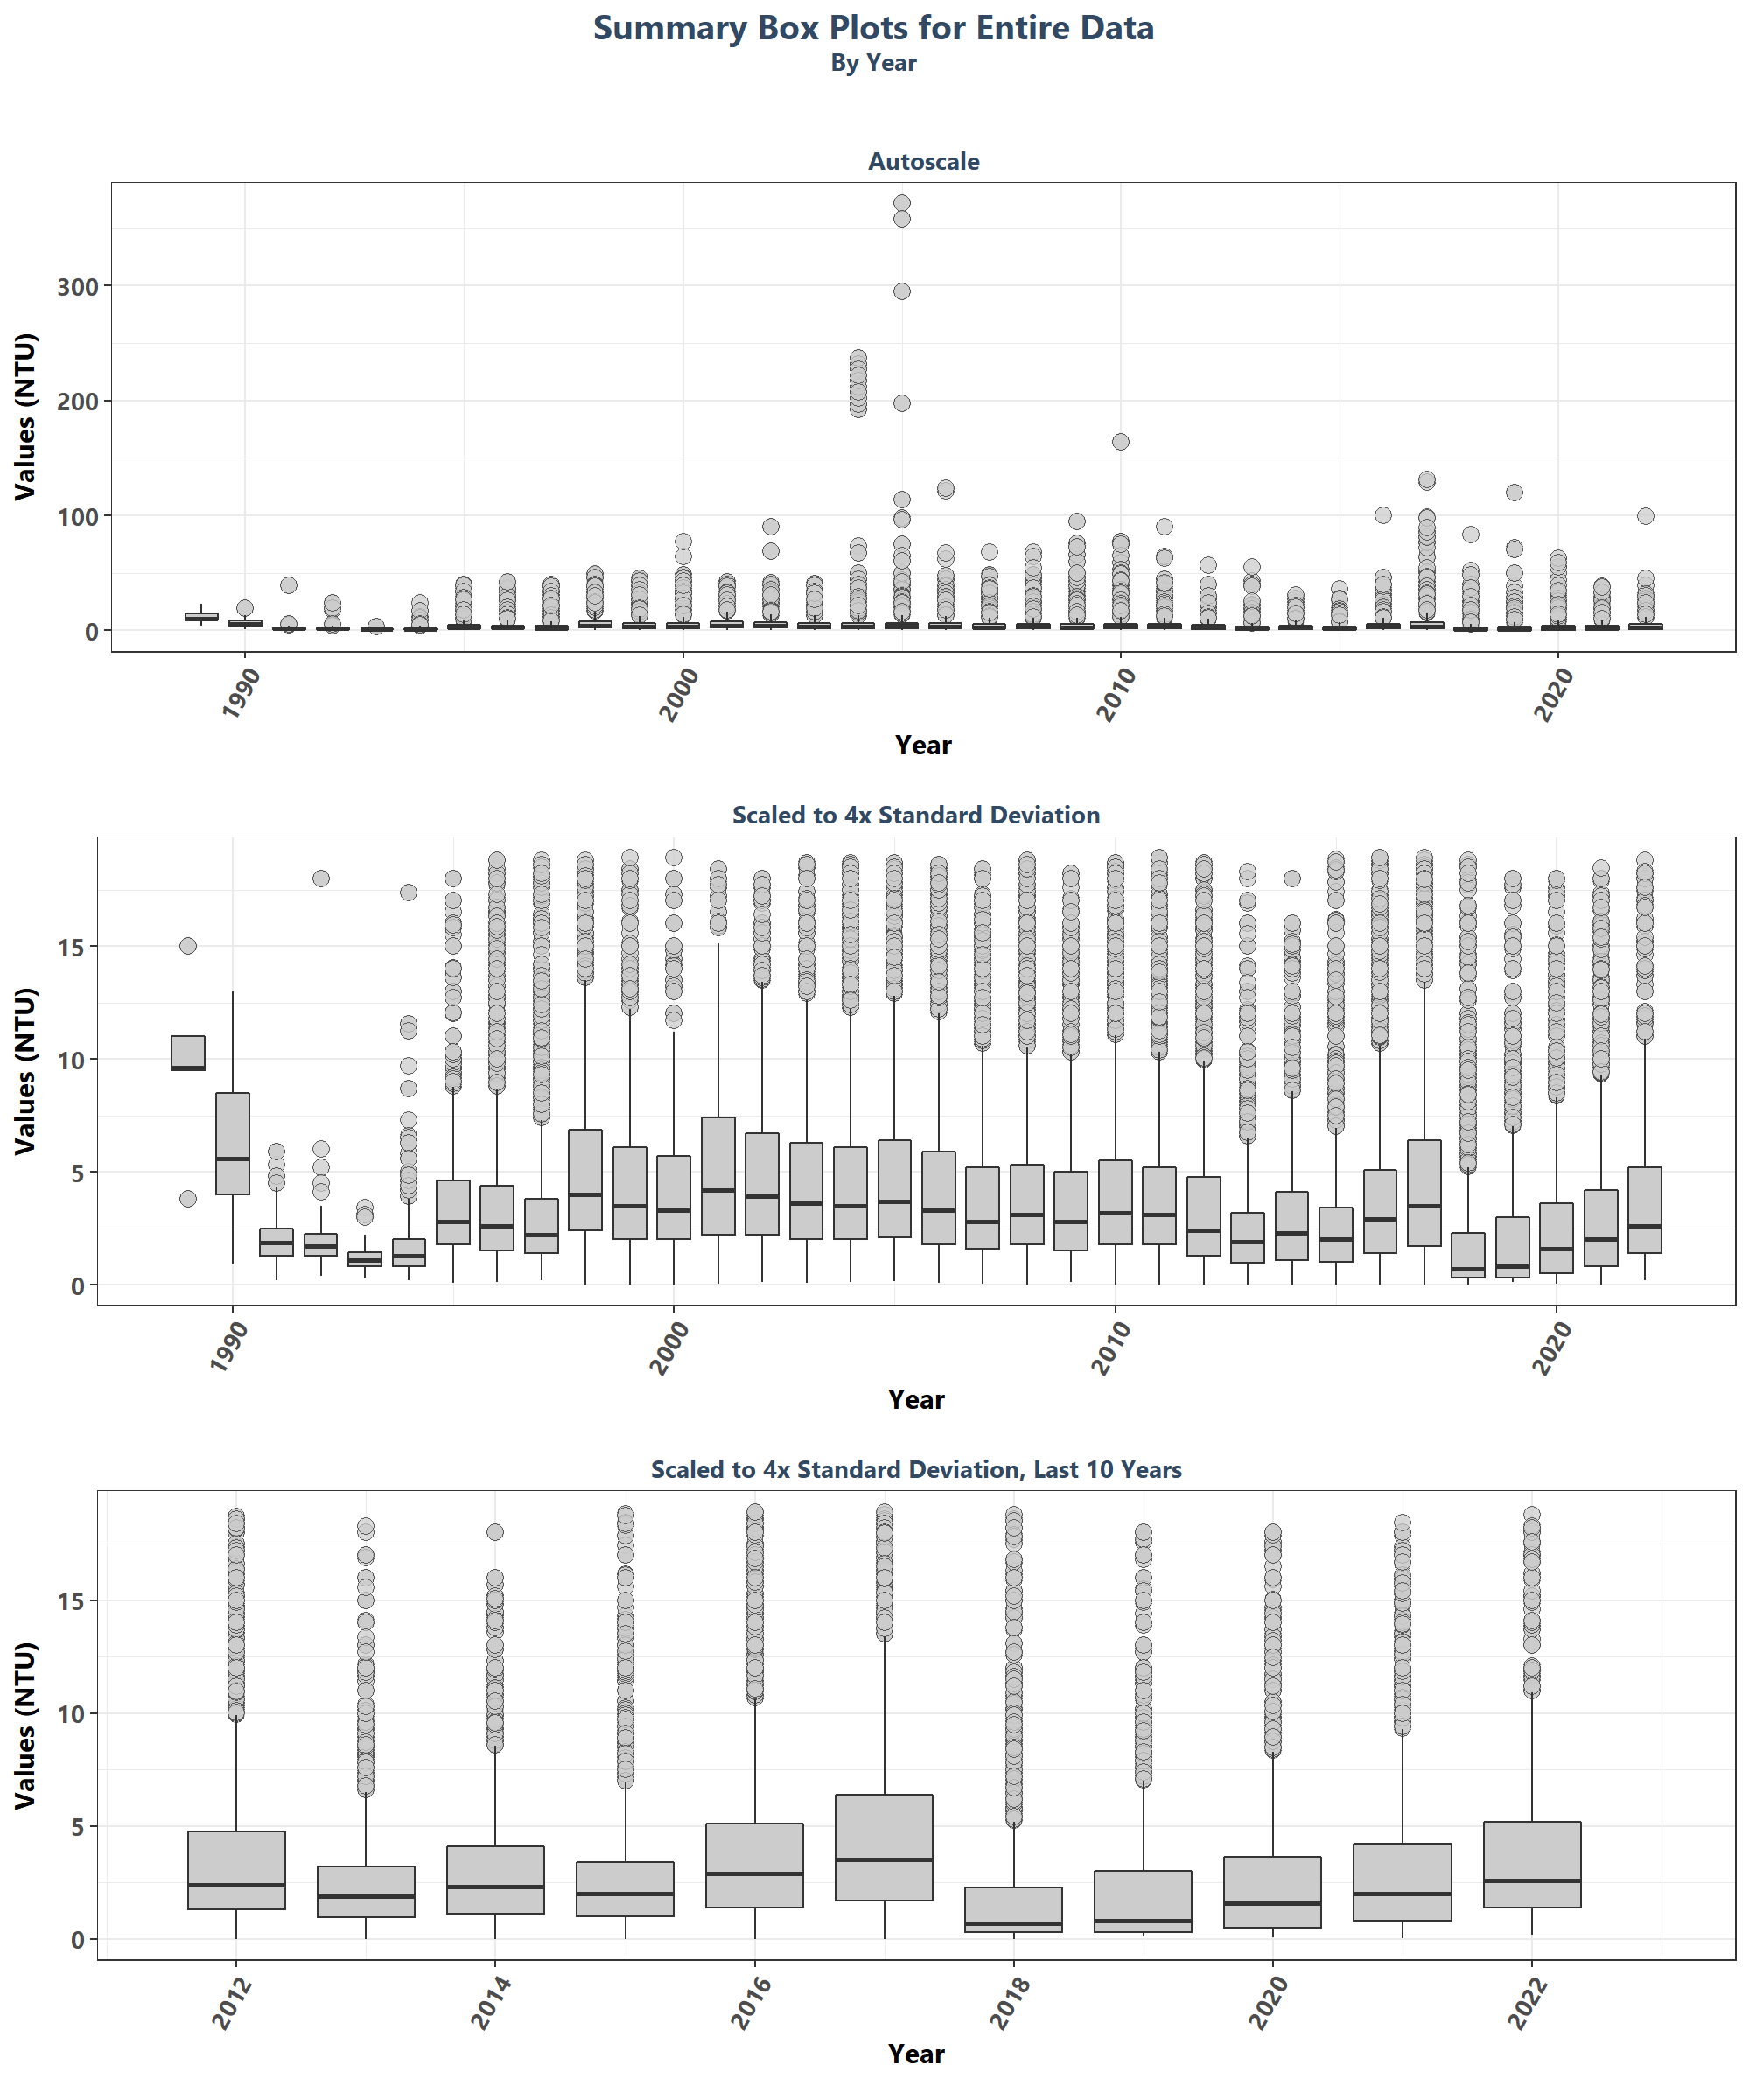 Summary Box Plots for Entire Data
By Year
Autoscale
Values (NTU)
300
200
100
0
1990
2000
2010
2020
Year
Scaled to 4x Standard Deviation
Values (NTU)
15
10
5
0
1990
2000
2010
2020
Year
Scaled to 4x Standard Deviation, Last 10 Years
Values (NTU)
15
10
5
0
2012
2014
2016
2018
2020
2022
Year